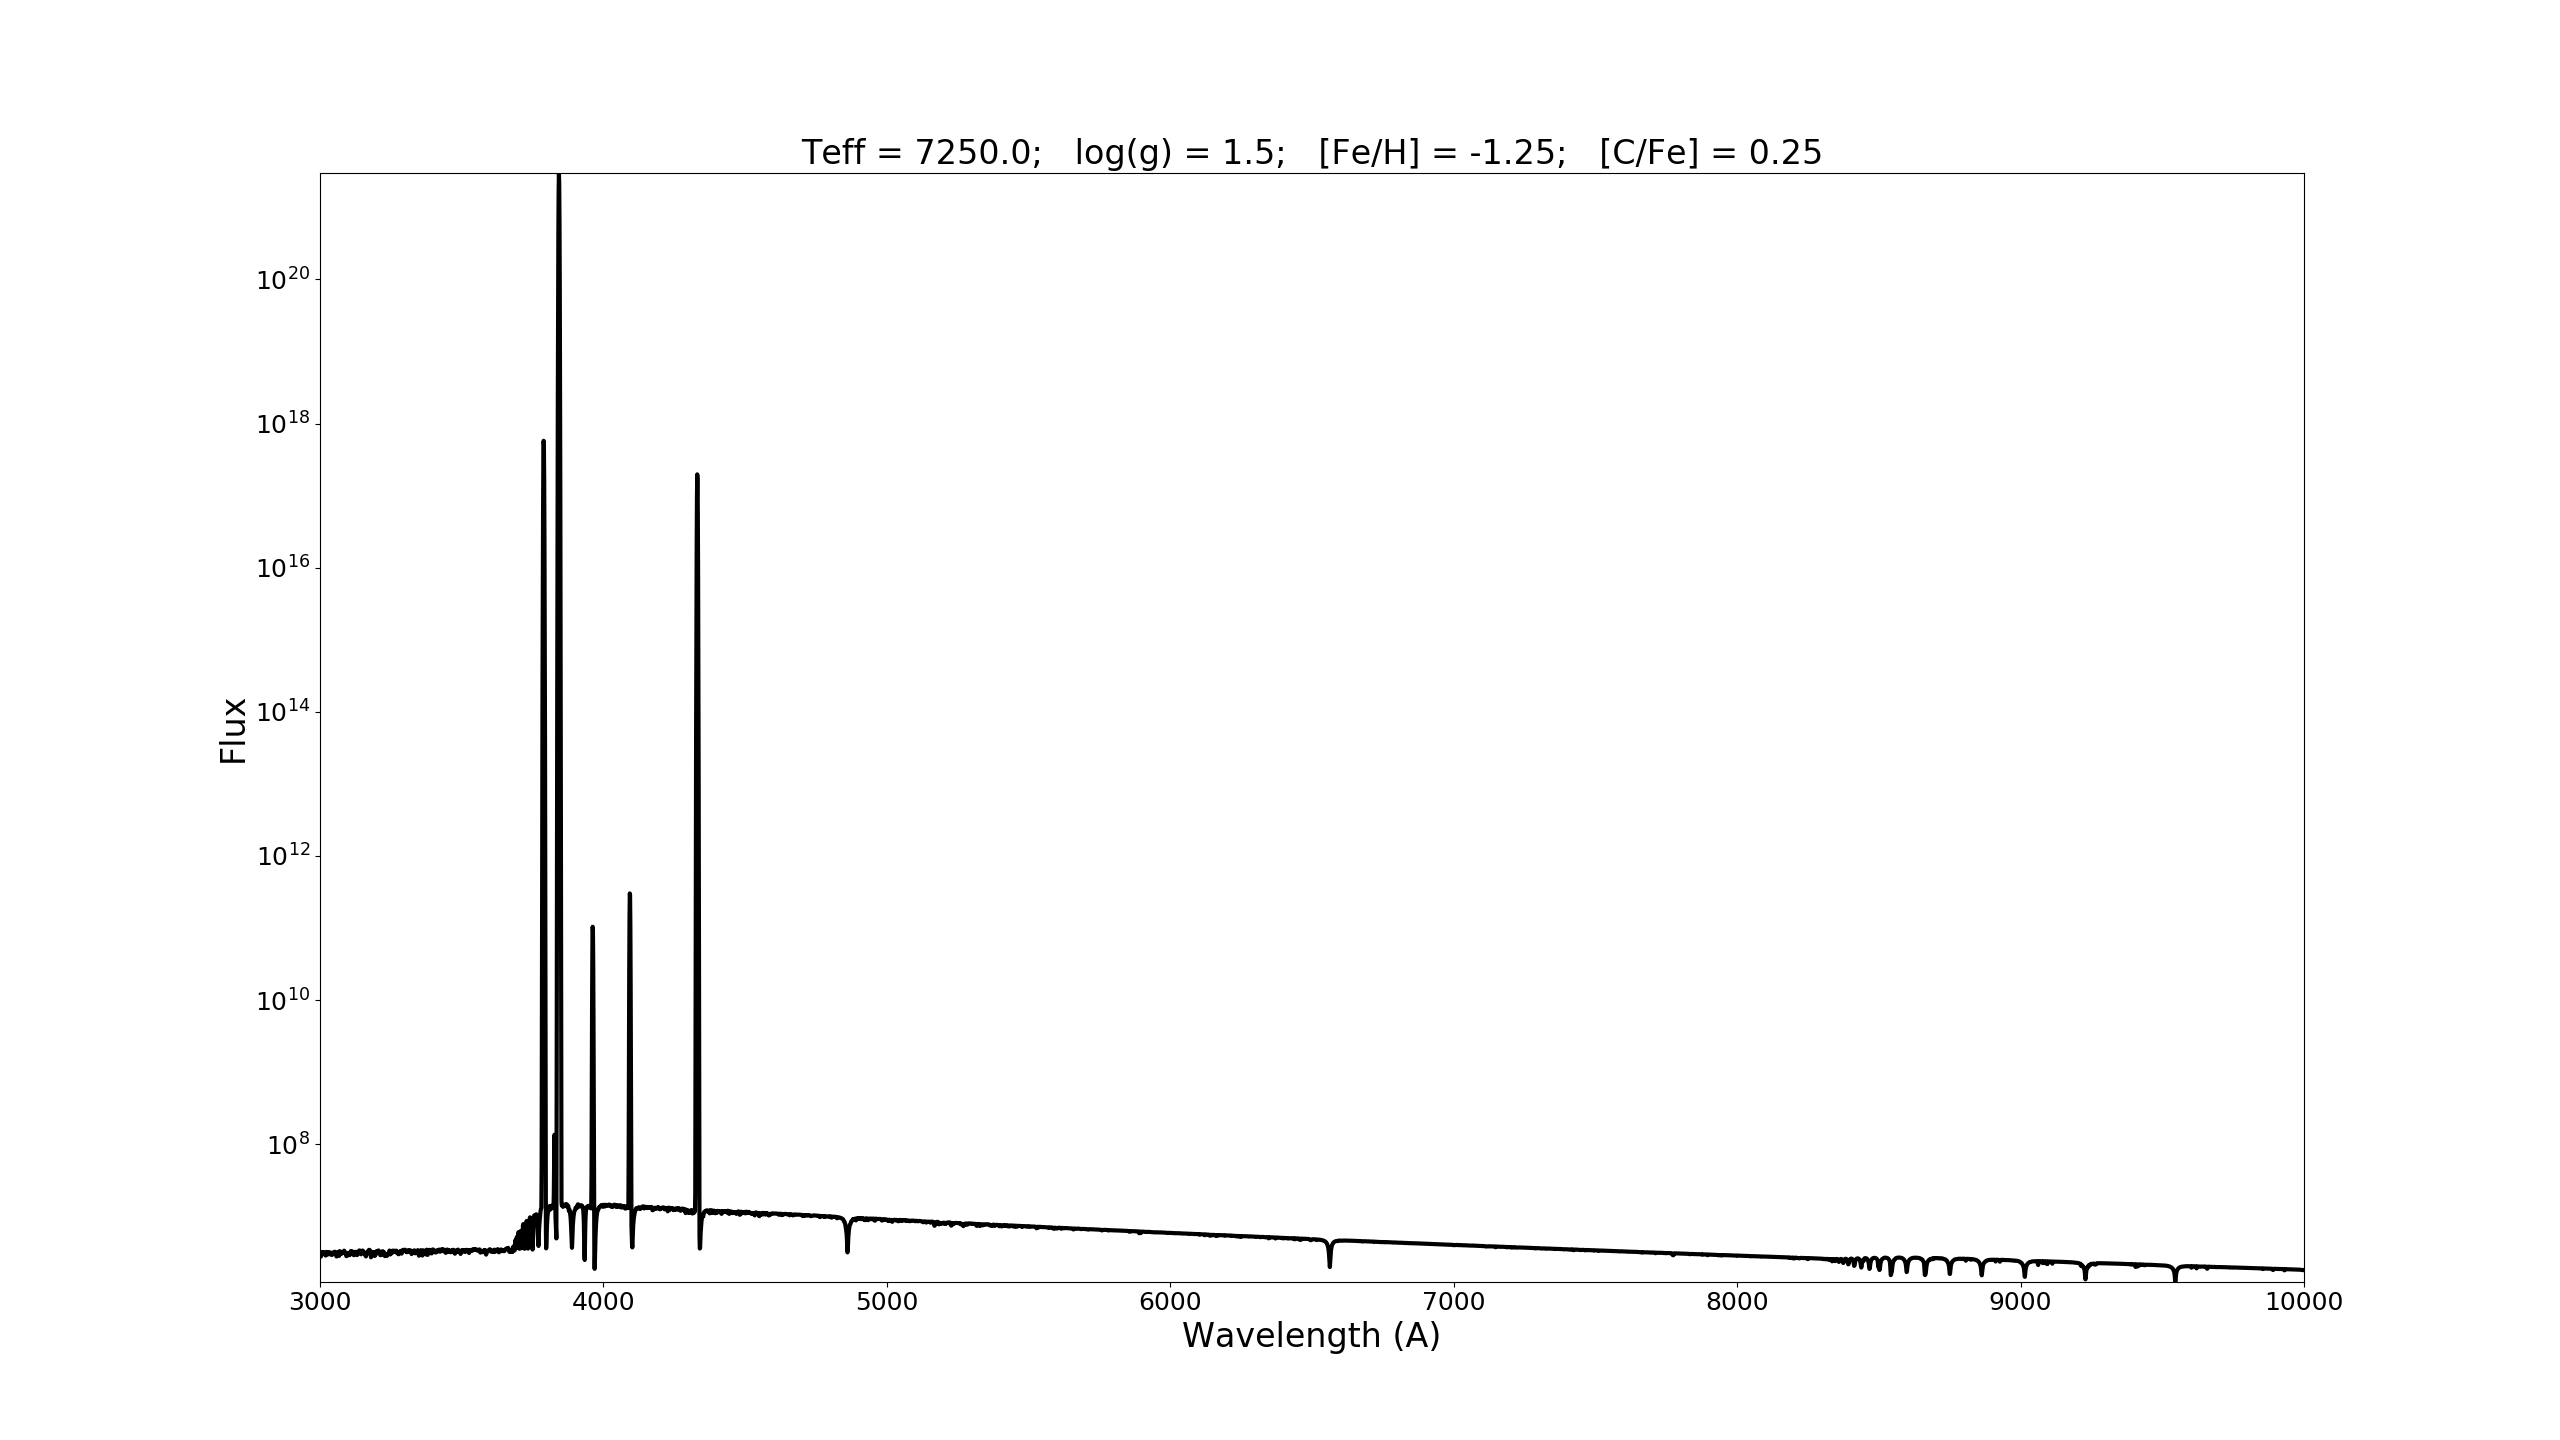 Teff = 7250.0;   log(g) = 1.5;   [Fe/H] = -1.25;   [C/Fe] = 0.25
Flux
10^20
10^18
10^16
10^14
10^12
10^10
10^8
3000 4000 5000 6000 7000 8000 9000 10000
Wavelength (A)